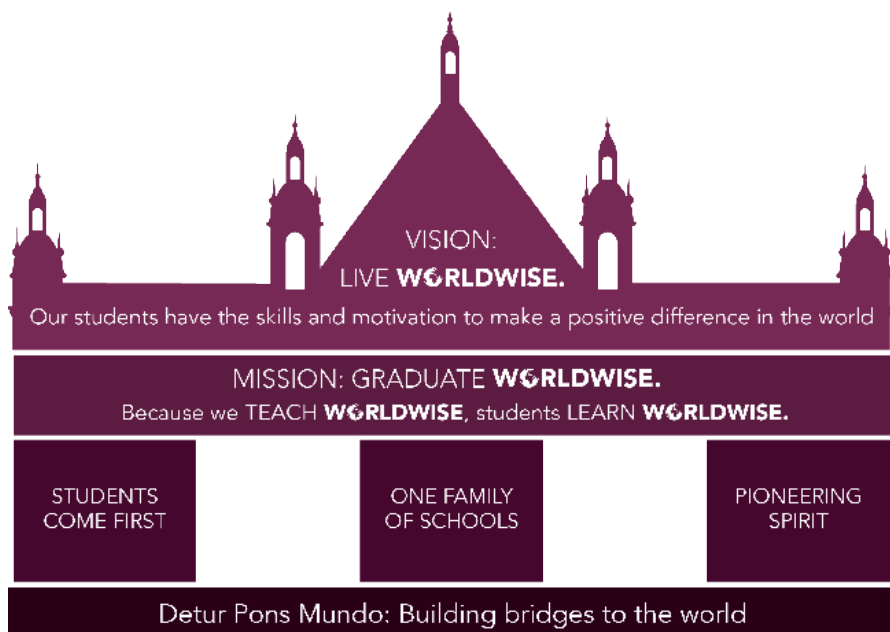 VISION:
LIVE WORLDWISE.
Our students have the skills and motivation to make a positive difference in the world
MISSION: GRADUATE WORLDWISE.
Because we TEACH WORLDWISE, students LEARN WORLDWISE.
STUDENTS
COME FIRST
ONE FAMILY
OF SCHOOLS
PIONEERING
SPIRIT
Detur Pons Mundo: Building bridges to the world